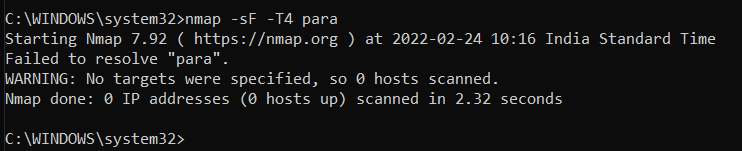 C:\WINDOWS\system32>nmap -sF -T4 para
Starting Nmap 7.92 ( https://nmap.org ) at 2022-02-24 10:16 India Standard Time
Failed to resolve "para".
WARNING: No targets were specified, so 0 hosts scanned.
Nmap done: 0 IP addresses (0 hosts up) scanned in 2.32 seconds
C:\WINDOWS\system32>